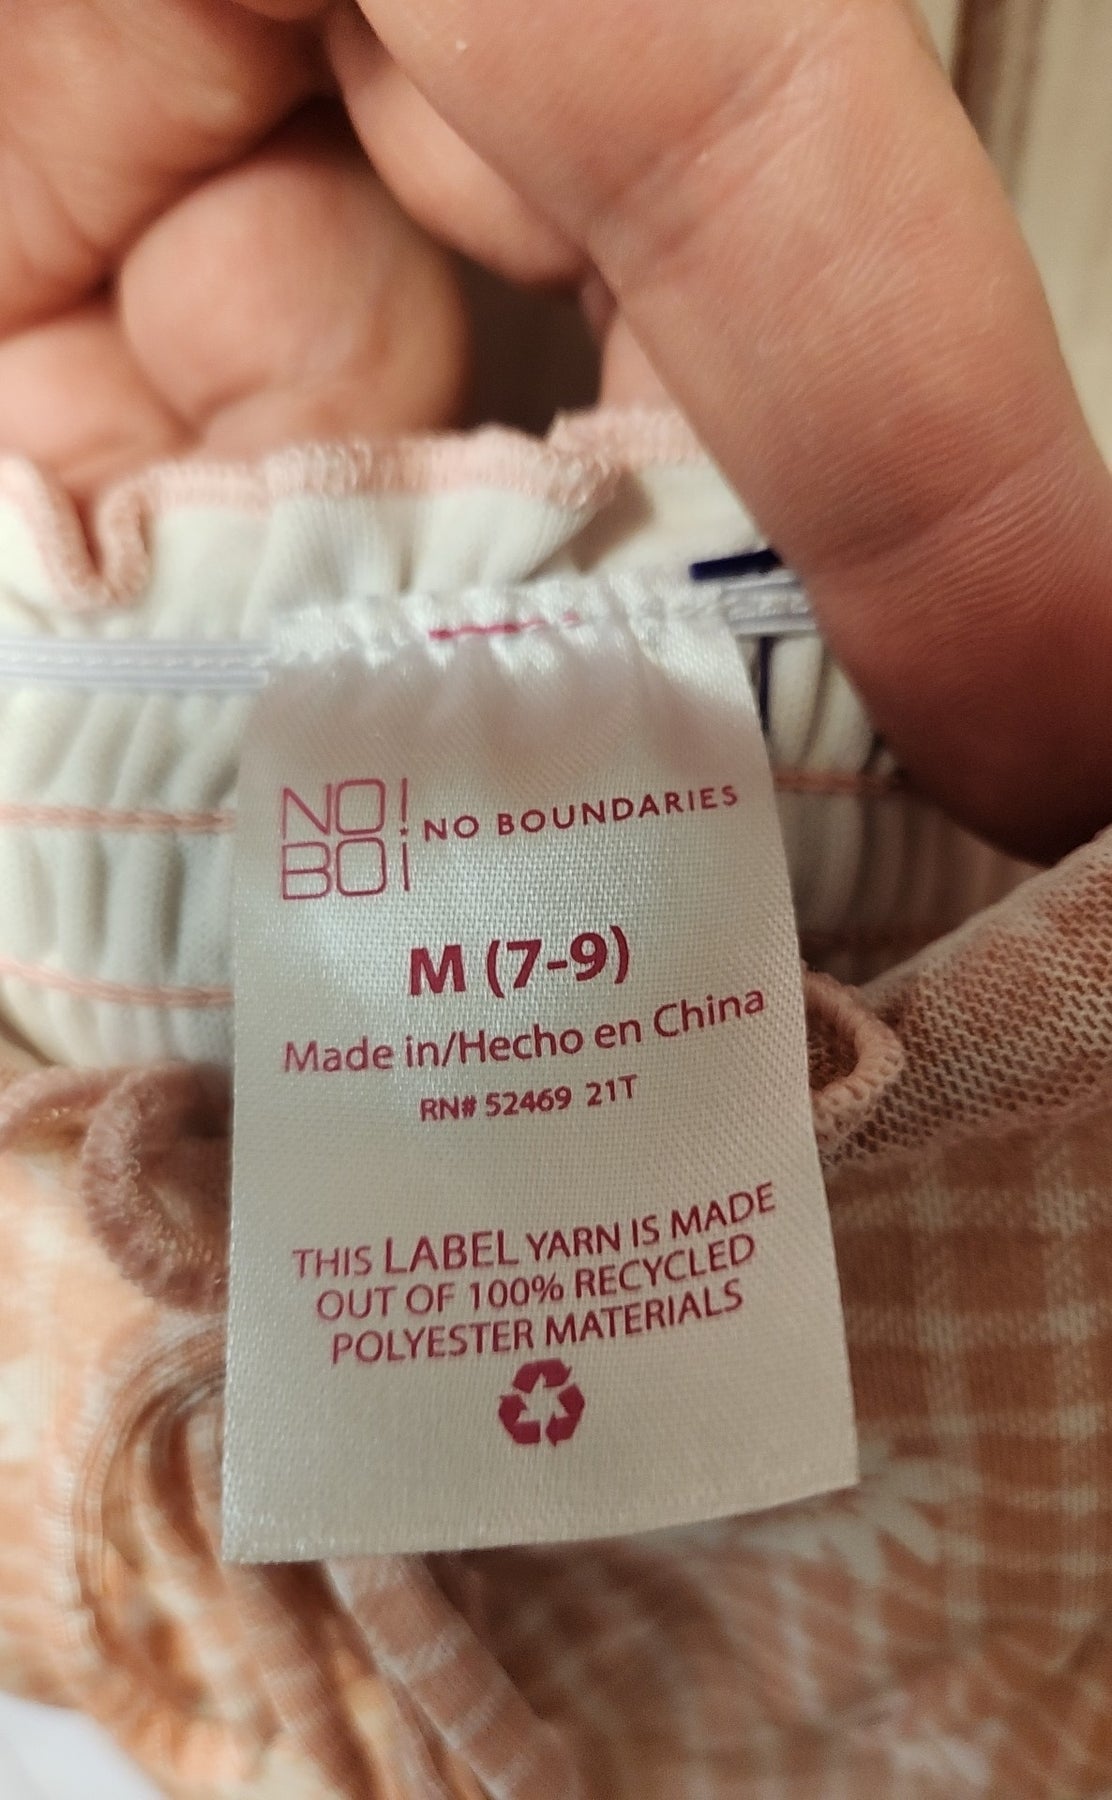 NO! NO BOUNDARIES
BO!
M (7-9)
Made in/Hecho en China
RN# 52469 21T
THIS LABEL YARN IS MADE
OUT OF 100% RECYCLED
POLYESTER MATERIALS